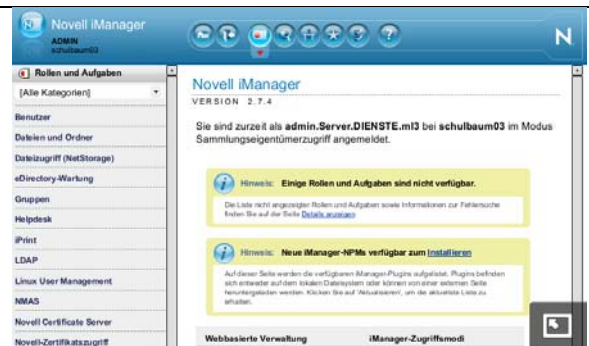 Novell iManager
ADMIN
schulbaum03
N
Rollen und Aufgaben
[Alle Kategorien]
Benutzer
Dateien und Ordner
Dateizugriff (NetStorage)
eDirectory-Wartung
Gruppen
Helpdesk
iPrint
LDAP
Linux User Management
NMAS
Novell Certificate Server
Novell-Zertifikatszugriff
Novell iManager
VERSION 2.7.4
Sie sind zurzeit als admin.Server.DIENSTE.ml3 bei schulbaum03 im Modus
Sammlungseigentümerzugriff angemeldet.
Hinweis: Einige Rollen und Aufgaben sind nicht verfügbar.
Die Liste nicht angezeigter Rollen und Aufgaben sowie Informationen zur Fehlersuche
finden Sie auf der Seite Details anzeigen
Hinweis: Neue iManager-NPMs verfügbar zum Installieren
Auf dieser Seite werden die verfügbaren iManager-Plugins aufgelistet. Plugins befinden
sich entweder auf dem lokalen Dateisystem oder können von einer externen Seite
heruntergeladen werden. Klicken Sie auf 'Aktualisieren', um die aktuellste Liste zu
erhalten.
Webbasierte Verwaltung
iManager-Zugriffsmodi